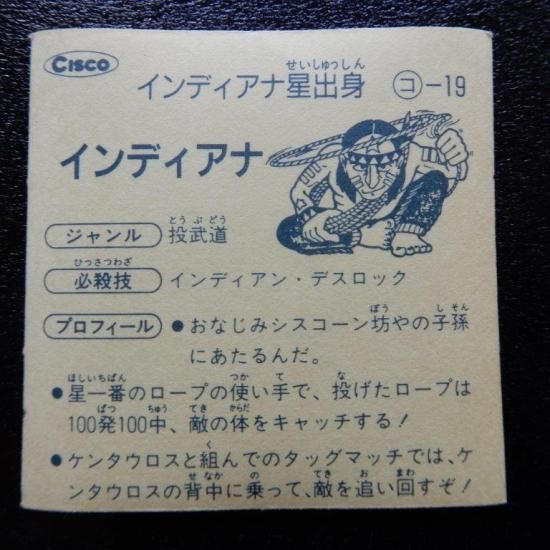 CISCO
インディアナ星出身 コ-19
せいしゅっしん
インディアナ
ジャンル 投武道
とうぶどう
必殺技 インディアン・デスロック
ひっさつわざ
プロフィール ●おなじみシスコーン坊やの子孫
ぼう しそん
にあたるんだ。
●星一番のロープの使い手で、投げたロープは
ほしいちばん つか て な
100発100中、敵の体をキャッチする!
ぱつ ちゅう てき からだ
●ケンタウロスと組んでのタッグマッチでは、ケ
く
ンタウロスの背中に乗って、敵を追い回すぞ!
せなか の てき お まわ